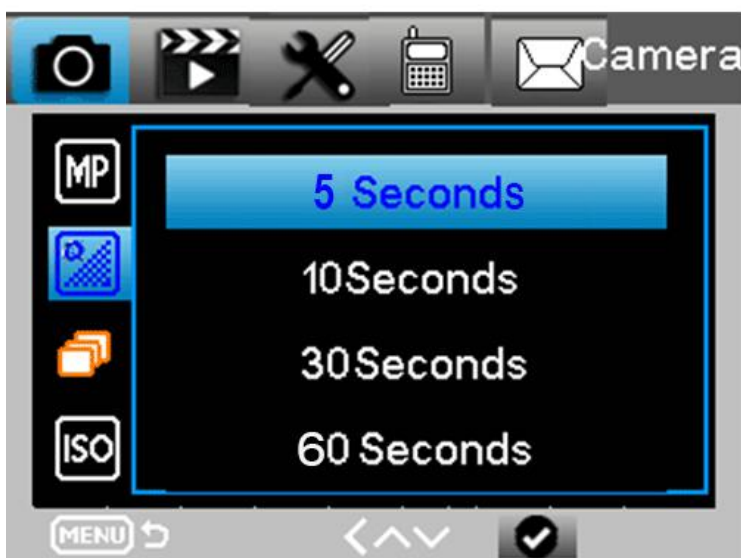 Camera
MP
5 Seconds
10Seconds
30Seconds
ISO
60 Seconds
MENU